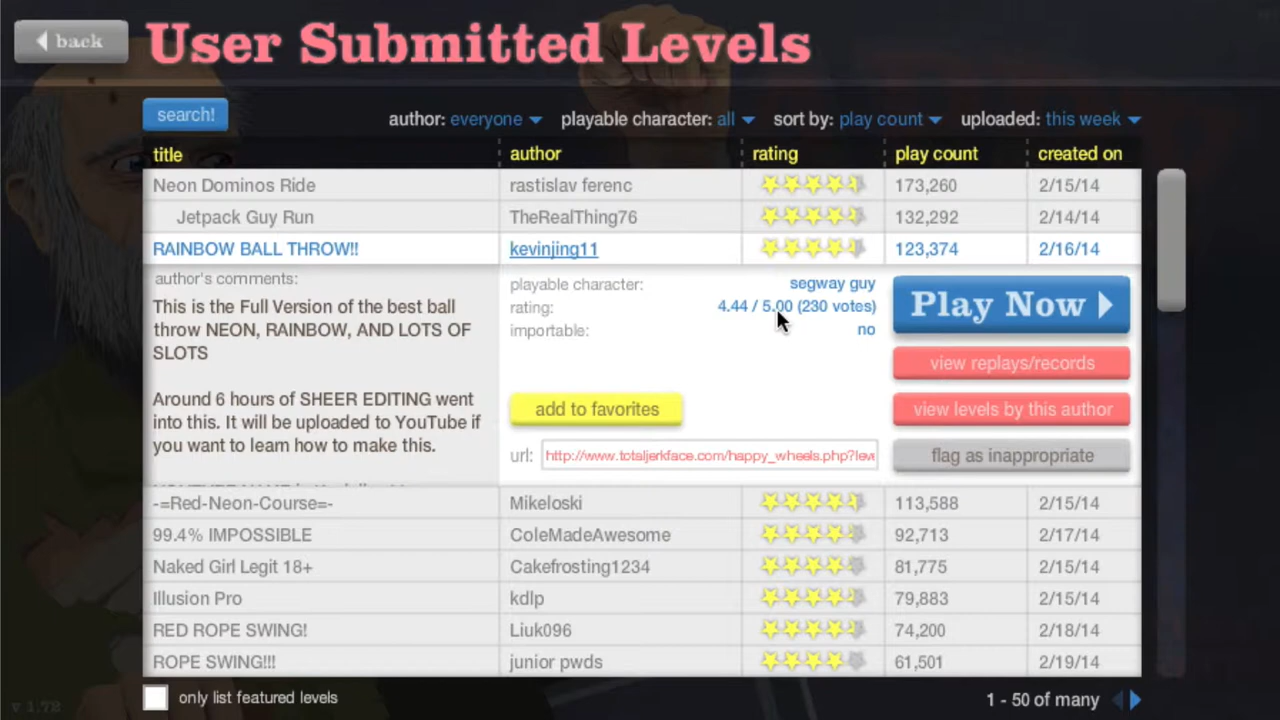 back
User Submitted Levels
search!
author: everyone playable character: all sort by: play count uploaded: this week
title author rating play count created on
Neon Dominos Ride rastislav ferenc 173,260 2/15/14
Jetpack Guy Run TheRealThing76 132,292 2/14/14
RAINBOW BALL THROW!! kevinjing11 123,374 2/16/14
author's comments:
This is the Full Version of the best ball
throw NEON, RAINBOW, AND LOTS OF
SLOTS
Around 6 hours of SHEER EDITING went
into this. It will be uploaded to YouTube if
you want to learn how to make this.
playable character: segway guy
rating: 4.44 / 5.00 (230 votes)
importable: no
add to favorites
url: http://www.totaljerkface.com/happy_wheels.php?lev
Play Now
view replays/records
view levels by this author
flag as inappropriate
-=Red-Neon-Course=- Mikeloski 113,588 2/15/14
99.4% IMPOSSIBLE ColeMadeAwesome 92,713 2/17/14
Naked Girl Legit 18+ Cakefrosting1234 81,775 2/15/14
Illusion Pro kdlp 79,883 2/15/14
RED ROPE SWING! Liuk096 74,200 2/18/14
ROPE SWING!!! junior pwds 61,501 2/19/14
only list featured levels 1 - 50 of many
v 1.72